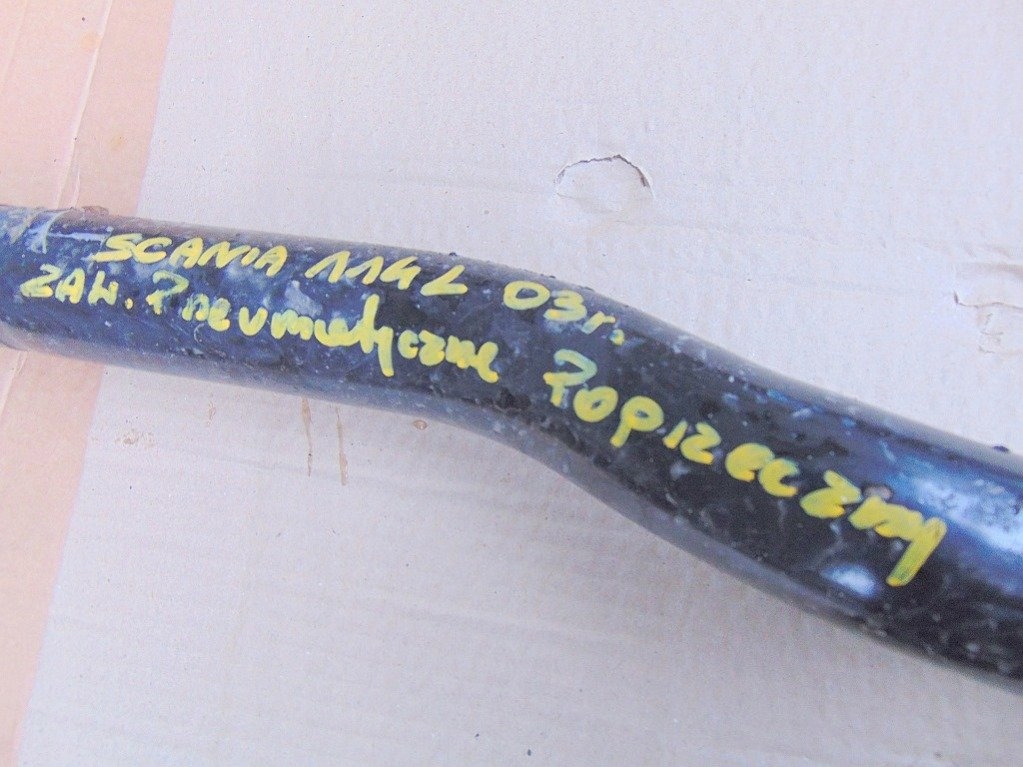 SCANIA 114L 03r.
ZAW. Pneumatyczne Poprzeczny